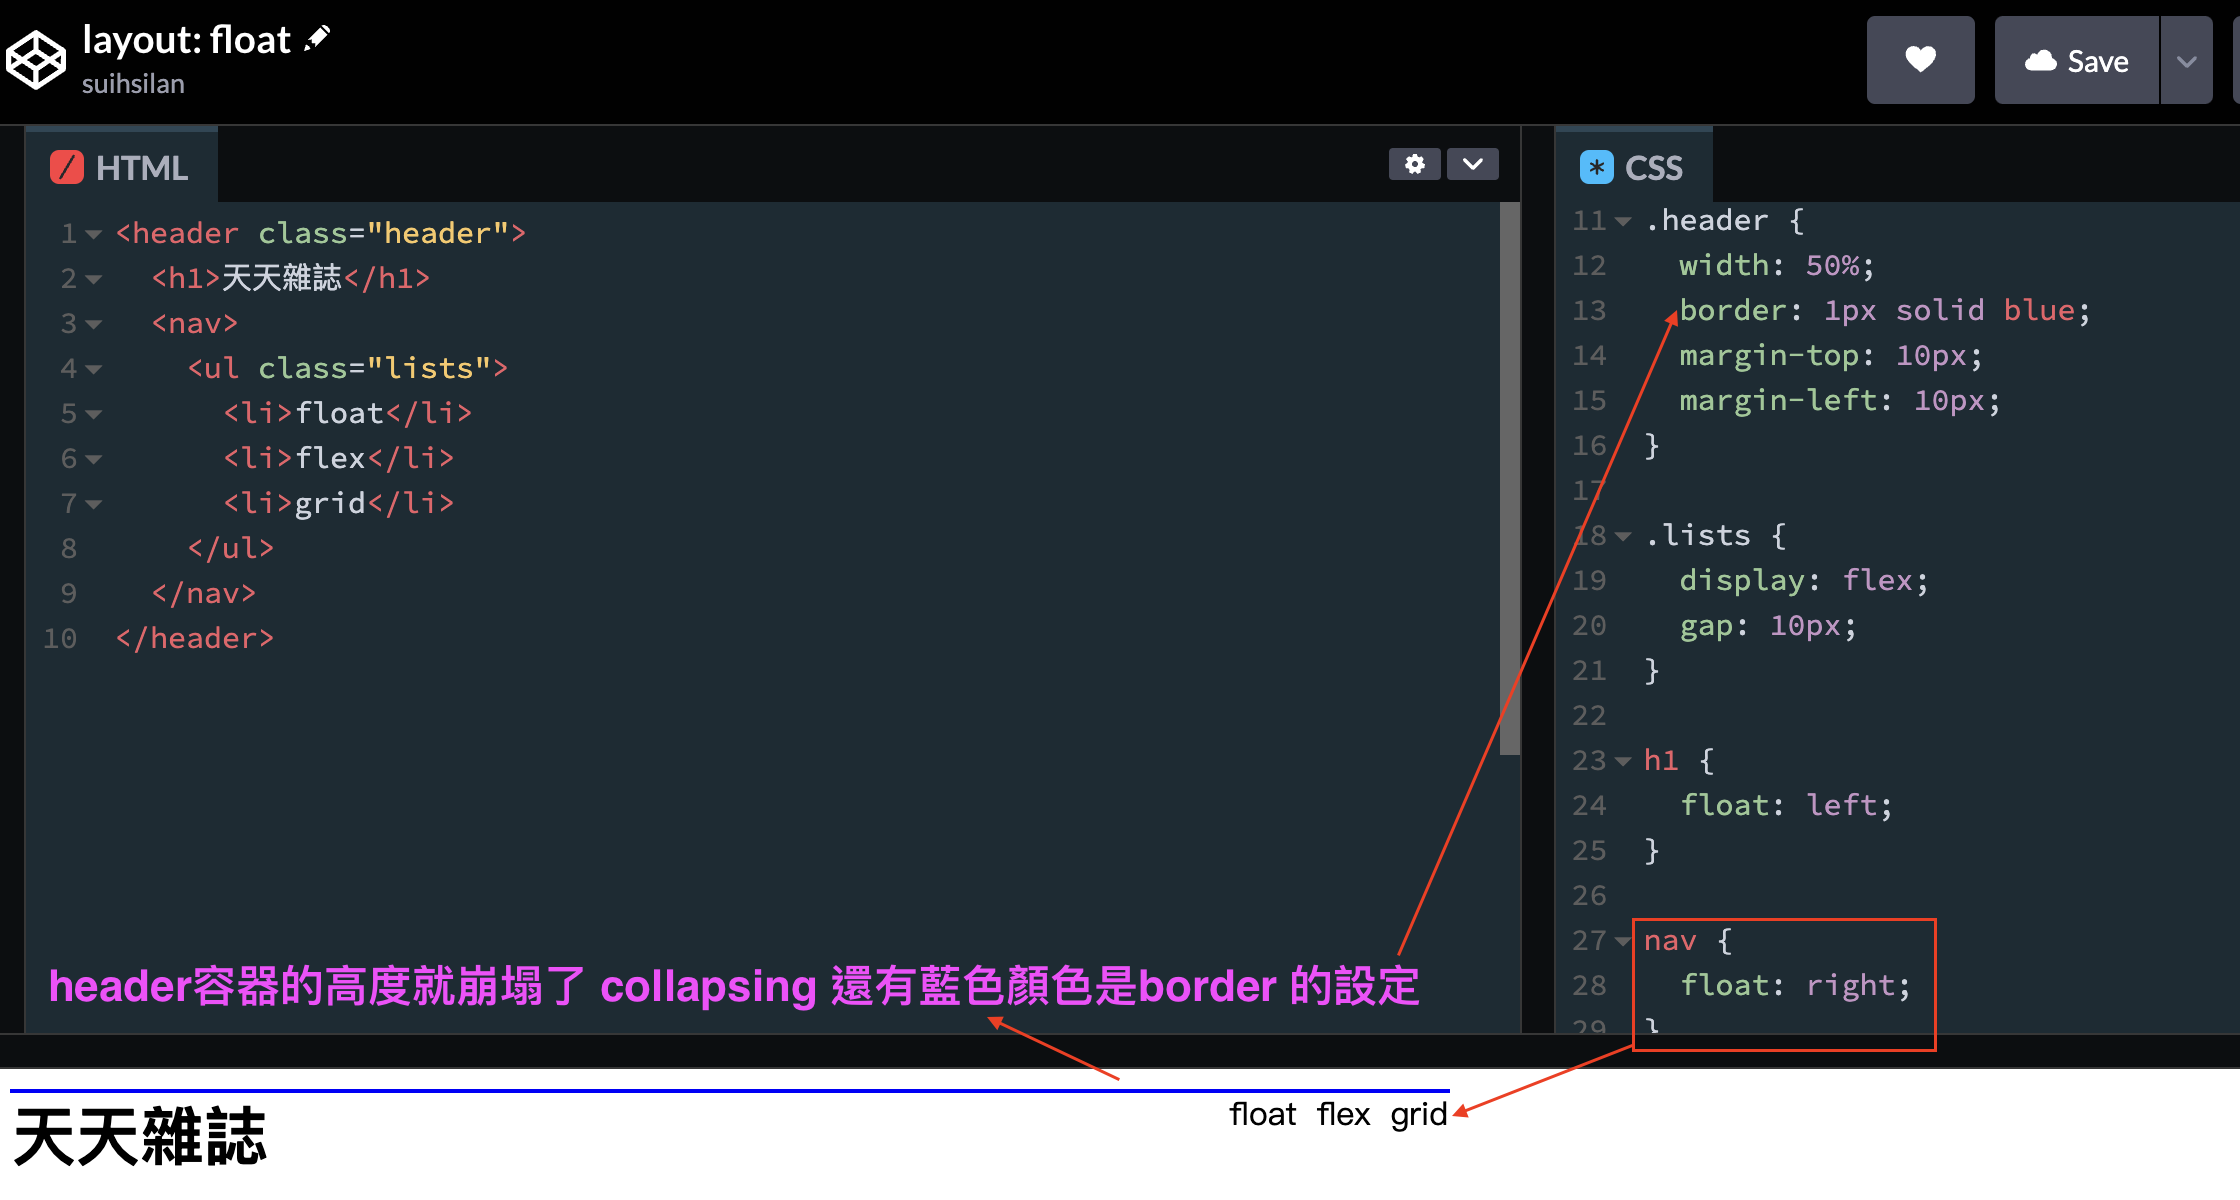 layout: float
suihsilan
Save
HTML
1 <header class="header">
2 <h1>天天雜誌</h1>
3 <nav>
4 <ul class="lists">
5 <li>float</li>
6 <li>flex</li>
7 <li>grid</li>
8 </ul>
9 </nav>
10 </header>
header容器的高度就崩塌了 collapsing 還有藍色顏色是border 的設定
CSS
11 .header {
12 width: 50%;
13 border: 1px solid blue;
14 margin-top: 10px;
15 margin-left: 10px;
16 }
17
18 .lists {
19 display: flex;
20 gap: 10px;
21 }
22
23 h1 {
24 float: left;
25 }
26
27 nav {
28 float: right;
29 }
天天雜誌
float flex grid